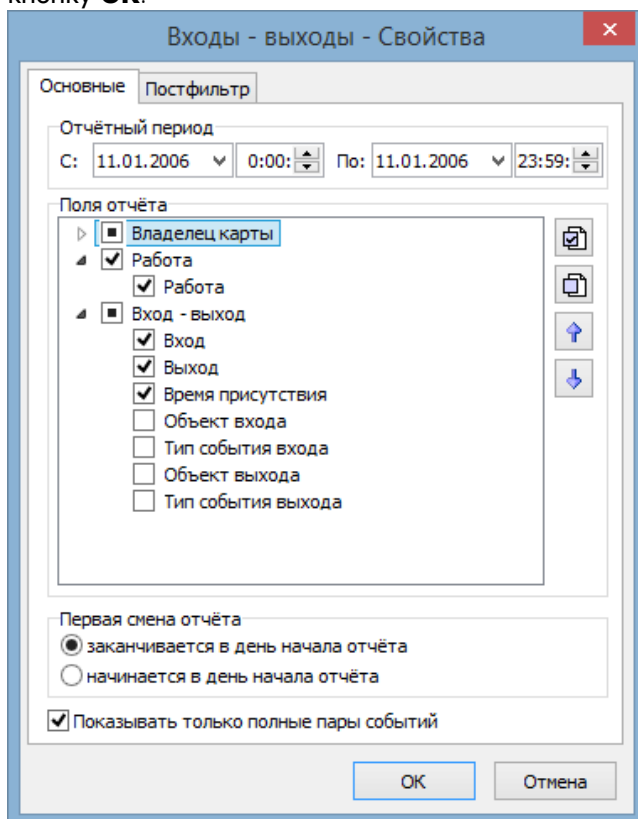 кнопку ОК.
Входы - выходы - Свойства
Основные Постфильтр
Отчётный период
С: 11.01.2006 0:00: По: 11.01.2006 23:59:
Поля отчёта
Владелец карты
Работа
Работа
Вход - выход
Вход
Выход
Время присутствия
Объект входа
Тип события входа
Объект выхода
Тип события выхода
Первая смена отчёта
заканчивается в день начала отчёта
начинается в день начала отчёта
Показывать только полные пары событий
ОК Отмена